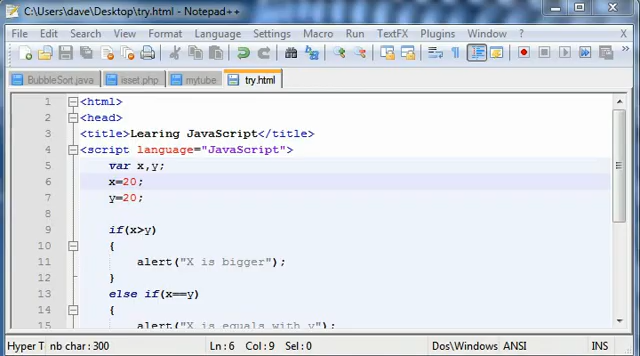 C:\Users\dave\Desktop\try.html - Notepad++
File Edit Search View Format Language Settings Macro Run TextFX Plugins Window ? X
BubbleSort.java isset.php mytube try.html
1 <html>
2 <head>
3 <title>Learing JavaScript</title>
4 <script language="JavaScript">
5 var x,y;
6 x=20;
7 y=20;
8
9 if(x>y)
10 {
11 alert("X is bigger");
12 }
13 else if(x==y)
14 {
15 alert("X is equals with y");
Hyper T nb char : 300 Ln : 6 Col : 9 Sel : 0 Dos\Windows ANSI INS